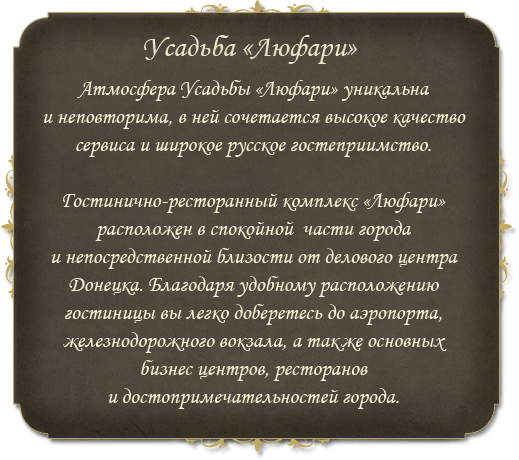 Усадьба «Люфари»
Атмосфера Усадьбы «Люфари» уникальна
и неповторима, в ней сочетается высокое качество
сервиса и широкое русское гостеприимство.
Гостинично-ресторанный комплекс «Люфари»
расположен в спокойной части города
и непосредственной близости от делового центра
Донецка. Благодаря удобному расположению
гостиницы вы легко доберетесь до аэропорта,
железнодорожного вокзала, а также основных
бизнес центров, ресторанов
и достопримечательностей города.